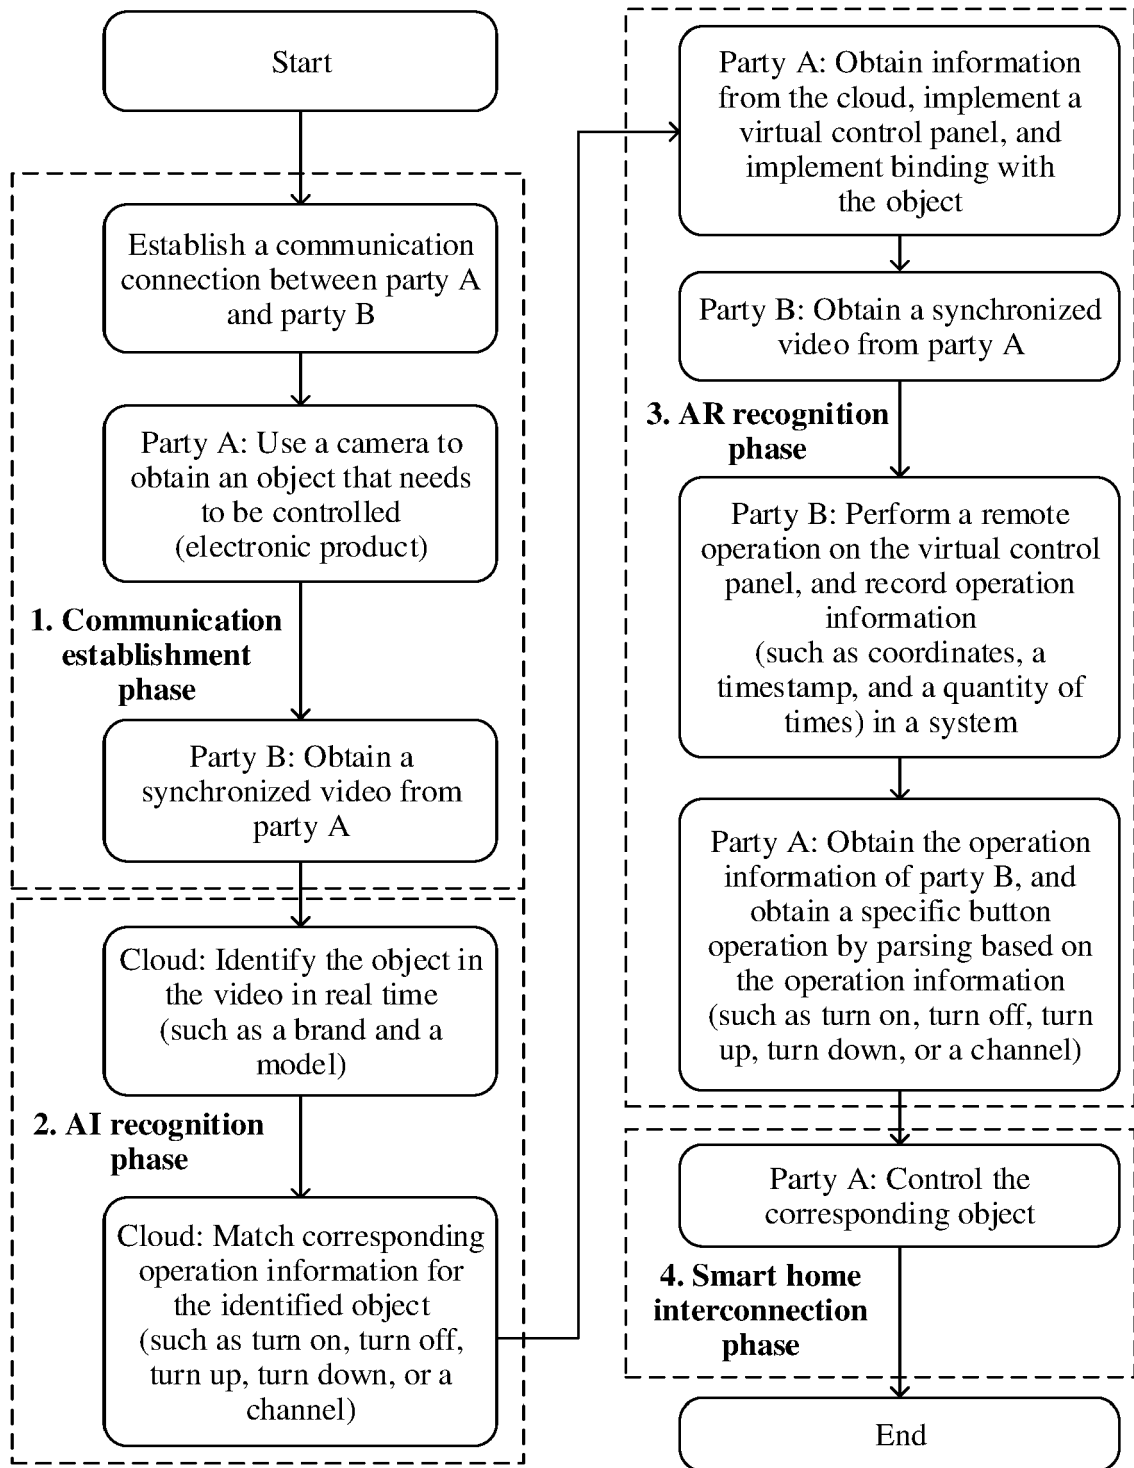 Start
Establish a communication
connection between party A
and party B
Party A: Use a camera to
obtain an object that needs
to be controlled
(electronic product)
1. Communication
establishment
phase
Party B: Obtain a
synchronized video from
party A
Cloud: Identify the object in
the video in real time
(such as a brand and a
model)
2. AI recognition
phase
Cloud: Match corresponding
operation information for
the identified object
(such as turn on, turn off,
turn up, turn down, or a
channel)
Party A: Obtain information
from the cloud, implement a
virtual control panel, and
implement binding with
the object
Party B: Obtain a synchronized
video from party A
3. AR recognition
phase
Party B: Perform a remote
operation on the virtual control
panel, and record operation
information
(such as coordinates, a
timestamp, and a quantity of
times) in a system
Party A: Obtain the operation
information of party B, and
obtain a specific button
operation by parsing based on
the operation information
(such as turn on, turn off, turn
up, turn down, or a channel)
Party A: Control the
corresponding object
4. Smart home
interconnection
phase
End